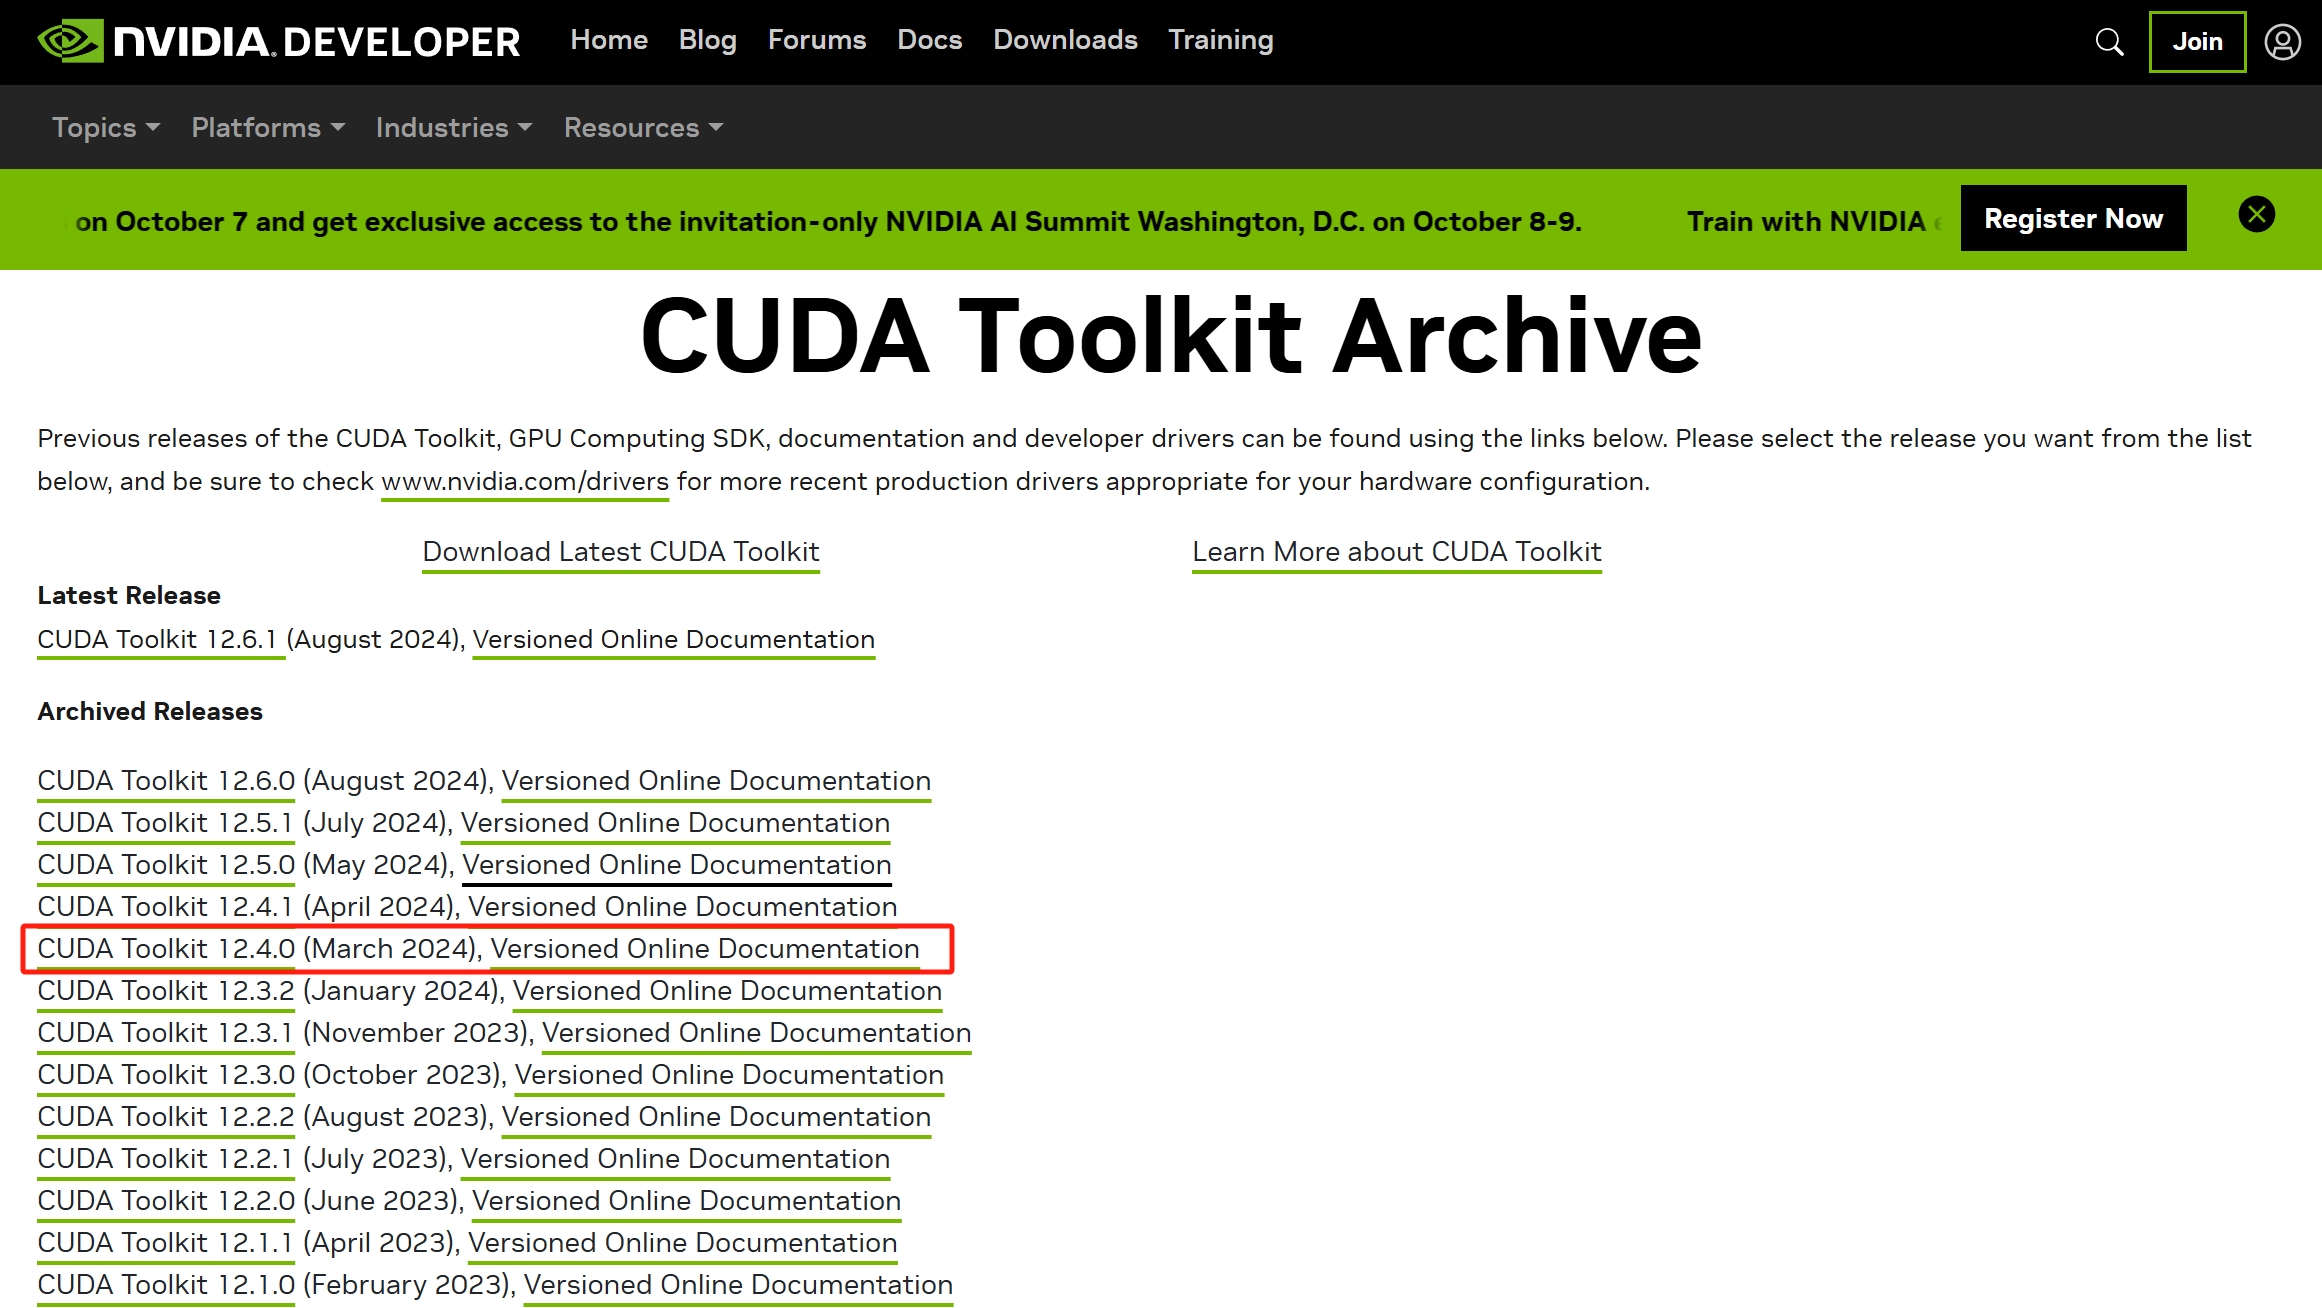 NVIDIA. DEVELOPER Home Blog Forums Docs Downloads Training Join
Topics Platforms Industries Resources
on October 7 and get exclusive access to the invitation-only NVIDIA AI Summit Washington, D.C. on October 8-9. Train with NVIDIA Register Now
CUDA Toolkit Archive
Previous releases of the CUDA Toolkit, GPU Computing SDK, documentation and developer drivers can be found using the links below. Please select the release you want from the list
below, and be sure to check www.nvidia.com/drivers for more recent production drivers appropriate for your hardware configuration.
Download Latest CUDA Toolkit Learn More about CUDA Toolkit
Latest Release
CUDA Toolkit 12.6.1 (August 2024), Versioned Online Documentation
Archived Releases
CUDA Toolkit 12.6.0 (August 2024), Versioned Online Documentation
CUDA Toolkit 12.5.1 (July 2024), Versioned Online Documentation
CUDA Toolkit 12.5.0 (May 2024), Versioned Online Documentation
CUDA Toolkit 12.4.1 (April 2024), Versioned Online Documentation
CUDA Toolkit 12.4.0 (March 2024), Versioned Online Documentation
CUDA Toolkit 12.3.2 (January 2024), Versioned Online Documentation
CUDA Toolkit 12.3.1 (November 2023), Versioned Online Documentation
CUDA Toolkit 12.3.0 (October 2023), Versioned Online Documentation
CUDA Toolkit 12.2.2 (August 2023), Versioned Online Documentation
CUDA Toolkit 12.2.1 (July 2023), Versioned Online Documentation
CUDA Toolkit 12.2.0 (June 2023), Versioned Online Documentation
CUDA Toolkit 12.1.1 (April 2023), Versioned Online Documentation
CUDA Toolkit 12.1.0 (February 2023), Versioned Online Documentation